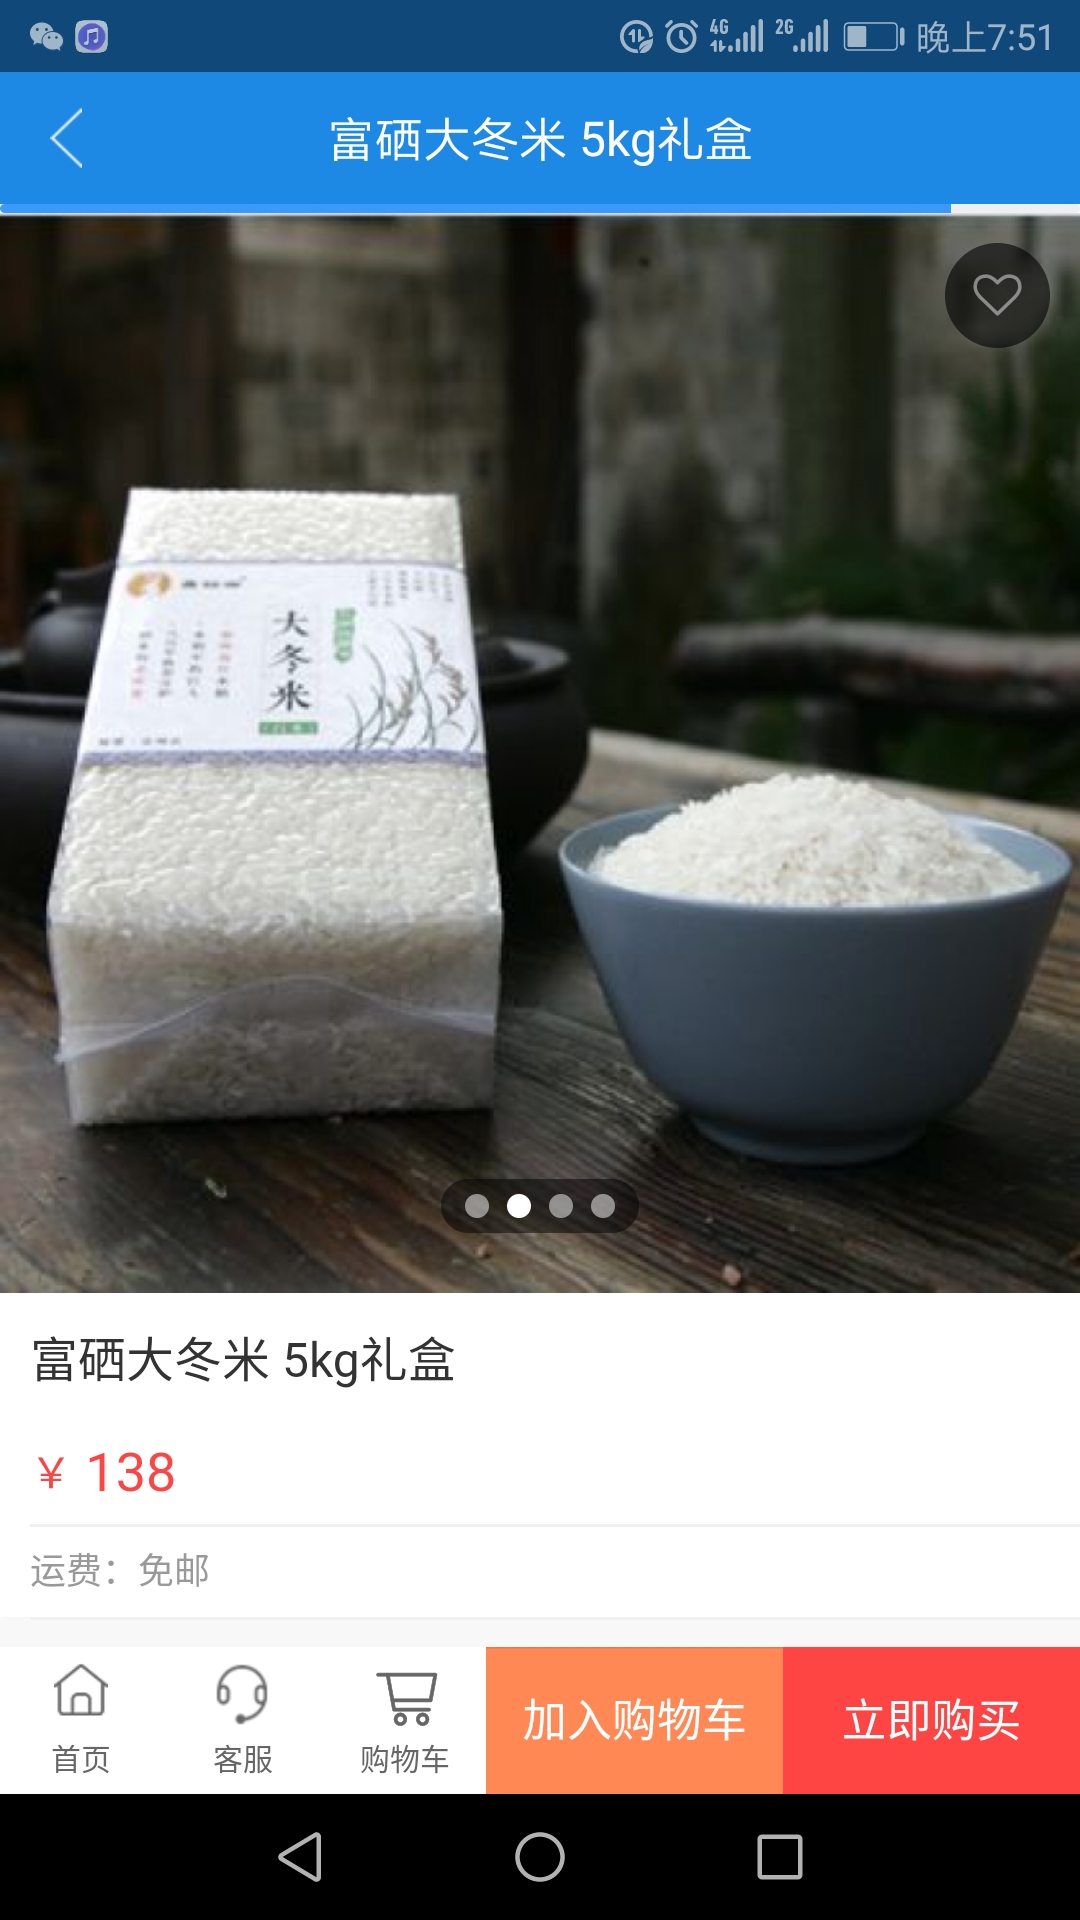 4G 2G 晚上7:51
富硒大冬米 5kg礼盒
大冬米
富硒大冬米 5kg礼盒
¥ 138
运费：免邮
首页 客服 购物车 加入购物车 立即购买